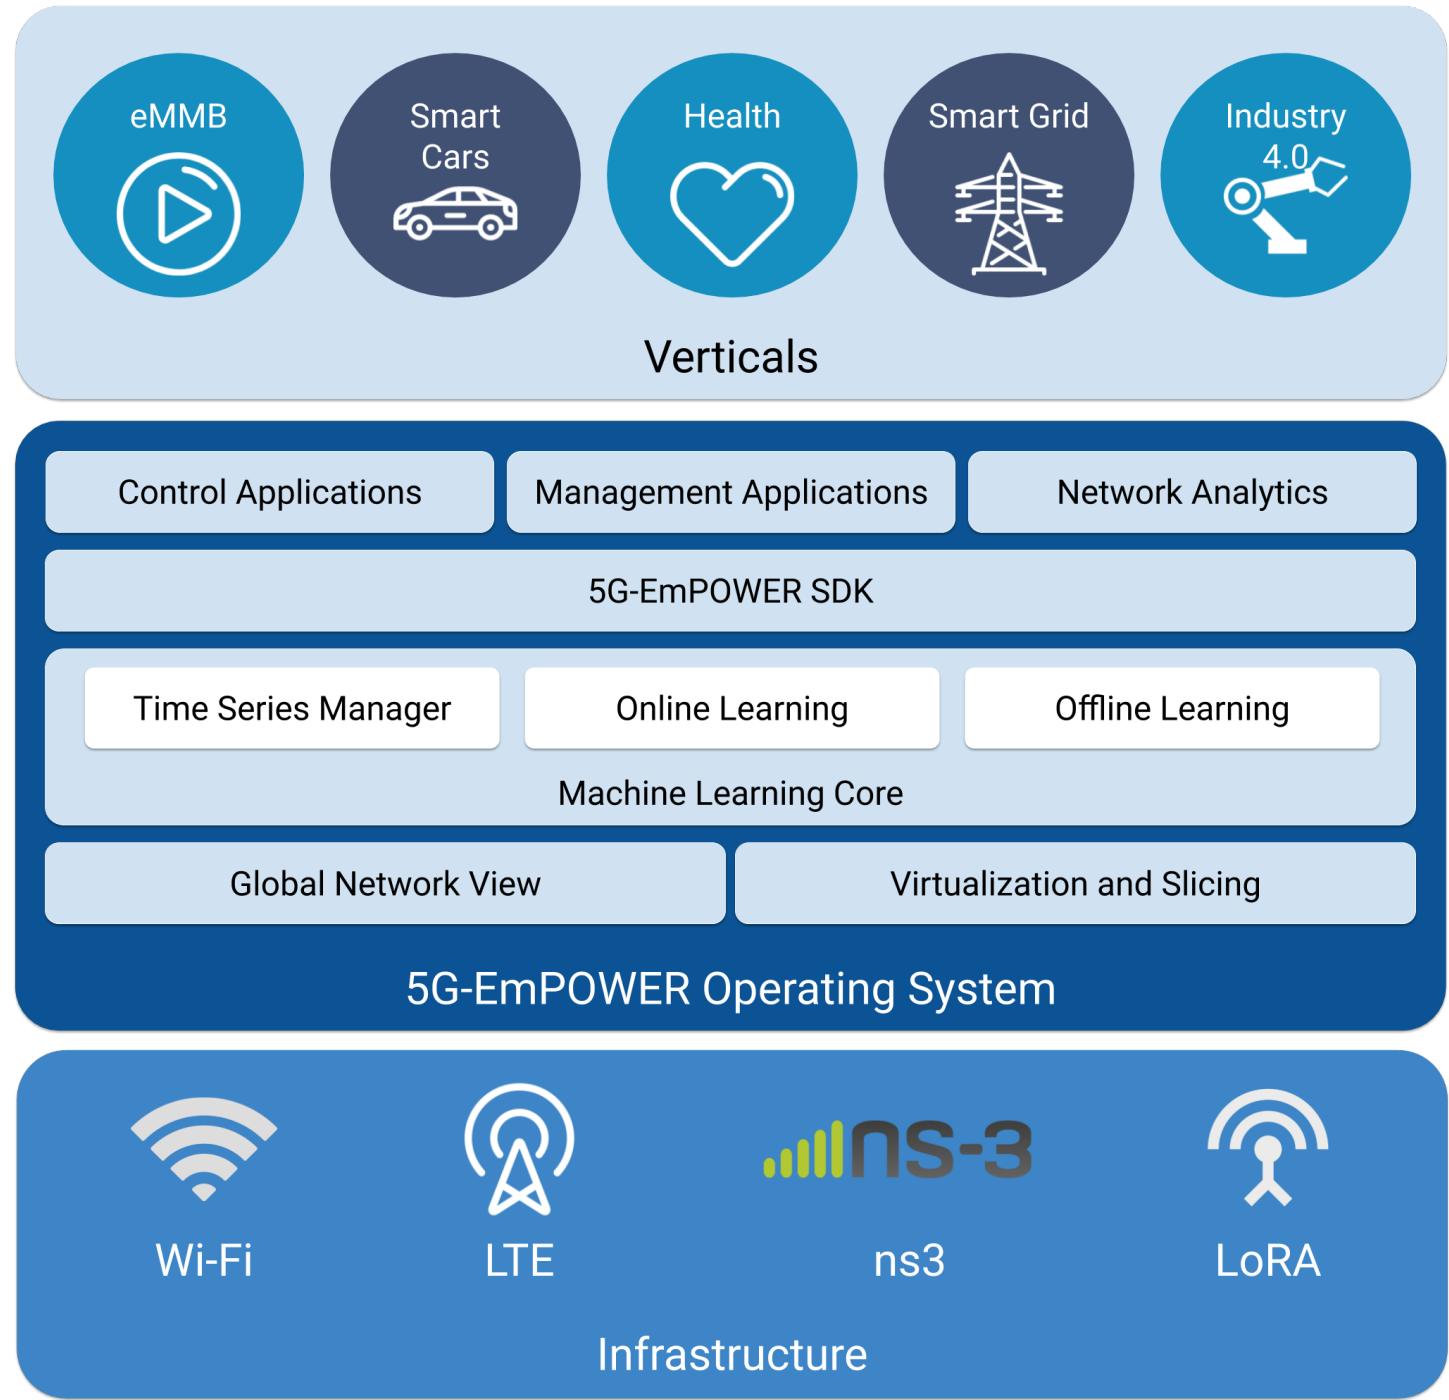 eMMB
Smart
Cars
Health
Smart Grid
Industry
4.0
Verticals
Control Applications
Management Applications
Network Analytics
5G-EmPOWER SDK
Time Series Manager
Online Learning
Offline Learning
Machine Learning Core
Global Network View
Virtualization and Slicing
5G-EmPOWER Operating System
ns-3
Wi-Fi
LTE
ns3
LoRA
Infrastructure